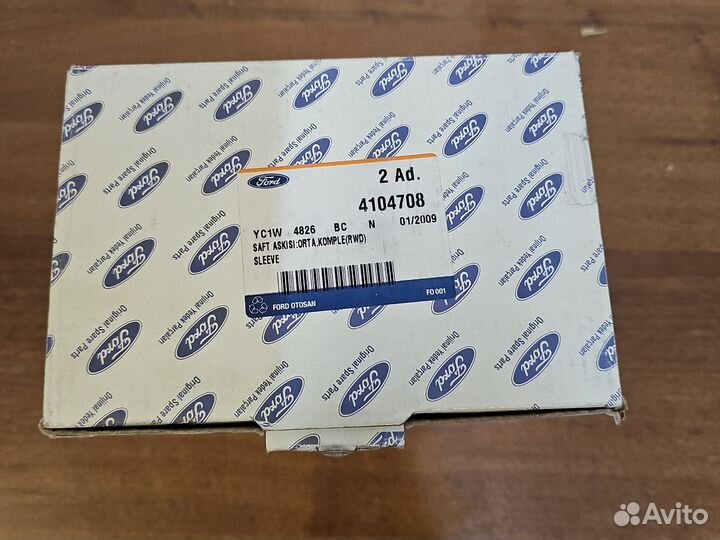 Ford
2 Ad.
4104708
YC1W 4826 BC N 01/2009
SAFT ASKISI:ORTA,KOMPLE(RWD)
SLEEVE
FORD OTOSAN
FO 001
Orijinal Yedek Parçaları
Original Spare Parts
Ford
Avito